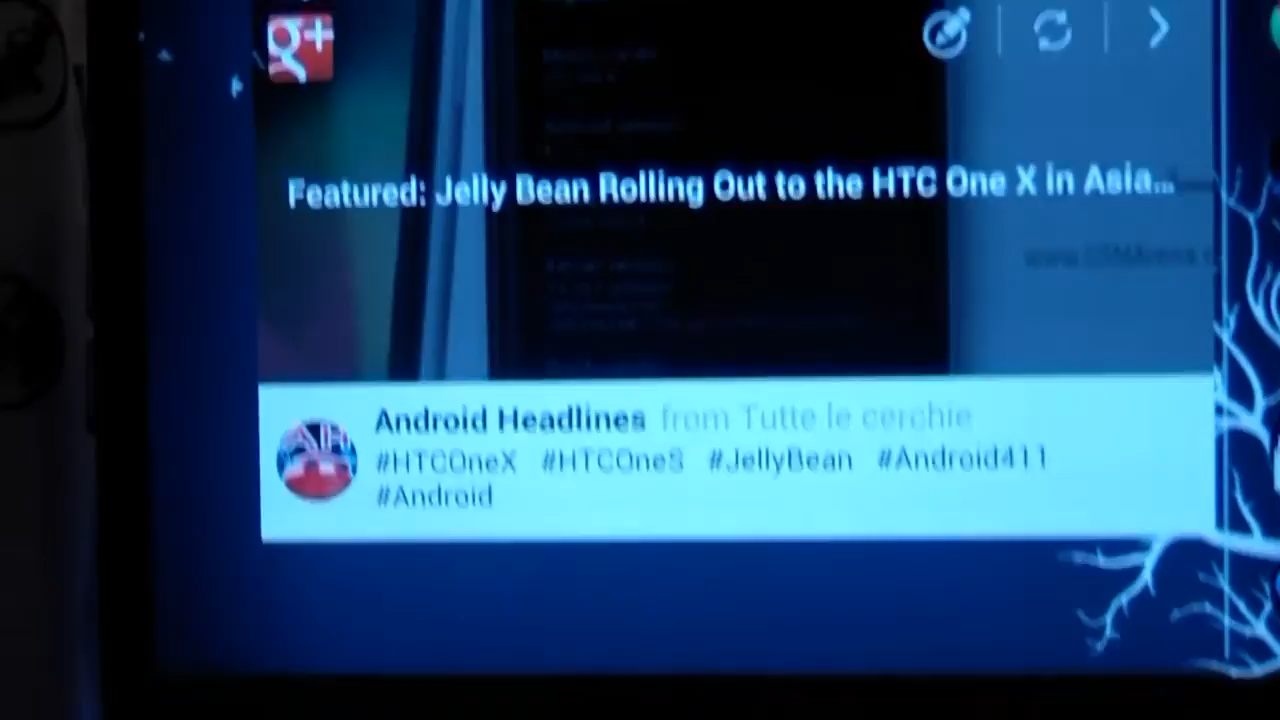 g+
Featured: Jelly Bean Rolling Out to the HTC One X in Asia...
Android Headlines from Tutte le cerchie
#HTCOneX #HTCOneS #JellyBean #Android411
#Android